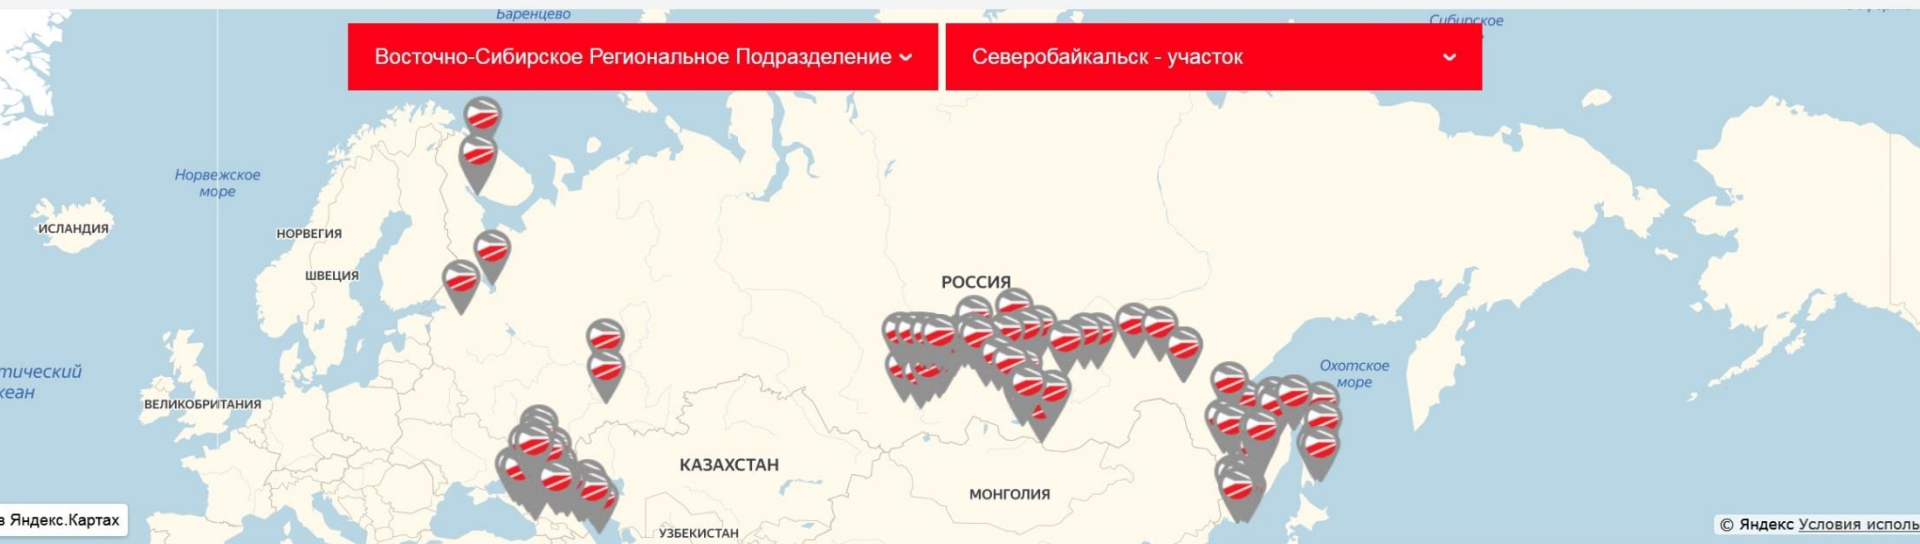 Баренцево
Сибирское
Восточно-Сибирское Региональное Подразделение
Северобайкальск - участок
Норвежское
море
ИСЛАНДИЯ
НОРВЕГИЯ
ШВЕЦИЯ
РОССИЯ
Охотское
море
тический
кеан
ВЕЛИКОБРИТАНИЯ
КАЗАХСТАН
МОНГОЛИЯ
в Яндекс.Картах
УЗБЕКИСТАН
© Яндекс Условия исполь